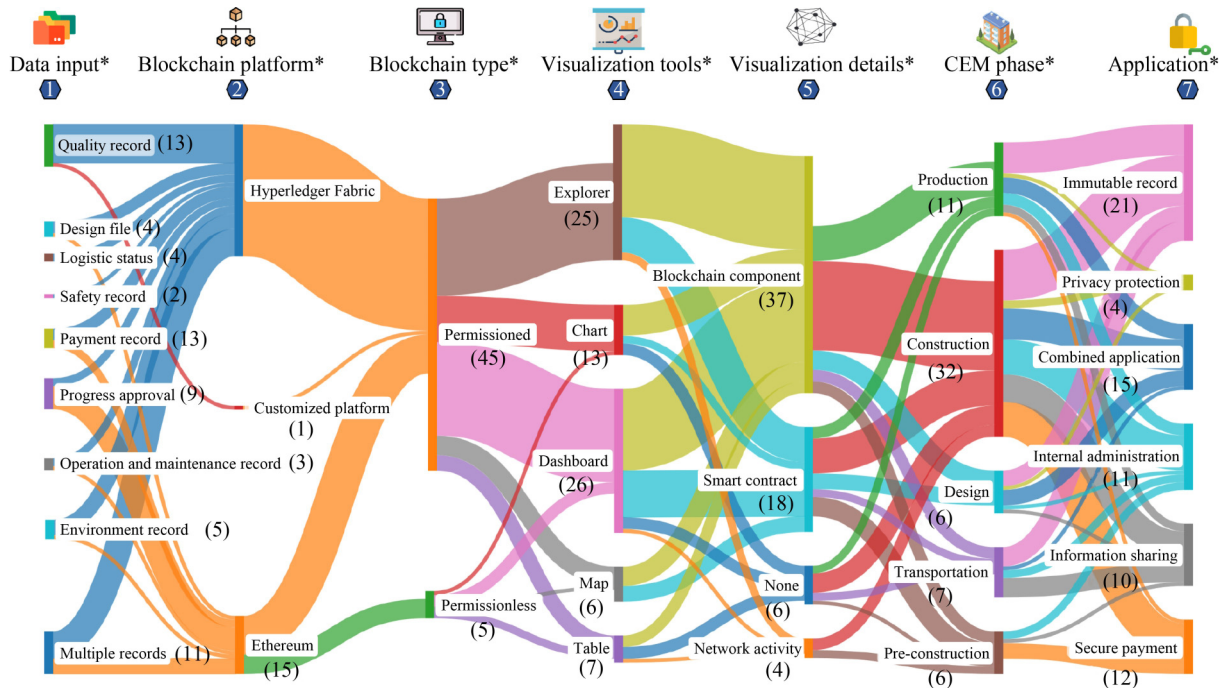 Data input*
Blockchain platform*
Blockchain type*
Visualization tools*
Visualization details*
CEM phase*
Application*
1
2
3
4
5
6
7
Quality record (13)
Design file (4)
Logistic status (4)
Safety record (2)
Payment record (13)
Progress approval (9)
Operation and maintenance record (3)
Environment record (5)
Multiple records (11)
Hyperledger Fabric
Customized platform
(1)
Ethereum
(15)
Permissioned
(45)
Permissionless
(5)
Explorer
(25)
Chart
(13)
Dashboard
(26)
Map
(6)
Table
(7)
Blockchain component
(37)
Smart contract
(18)
None
(6)
Network activity
(4)
Production
(11)
Construction
(32)
Design
(6)
Transportation
(7)
Pre-construction
(6)
Immutable record
(21)
Privacy protection
(4)
Combined application
(15)
Internal administration
(11)
Information sharing
(10)
Secure payment
(12)